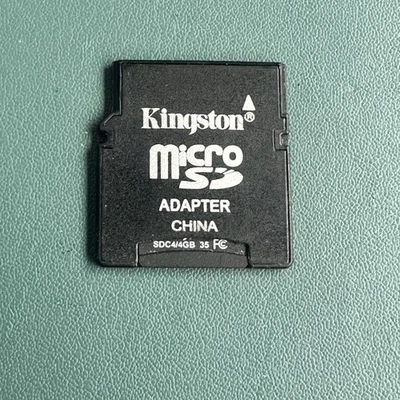 Kingston®
micro
SD
ADAPTER
CHINA
SDC4/4GB 35 FC